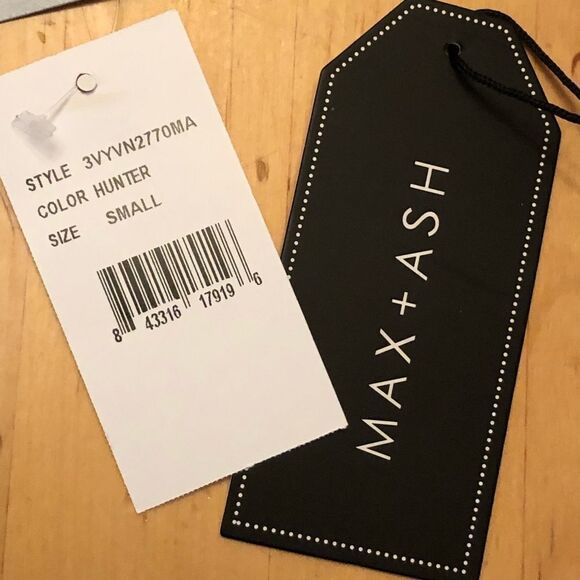 STYLE 3VYVN2770MA
COLOR HUNTER
SIZE SMALL
8 43316 17919 6
MAX + ASH